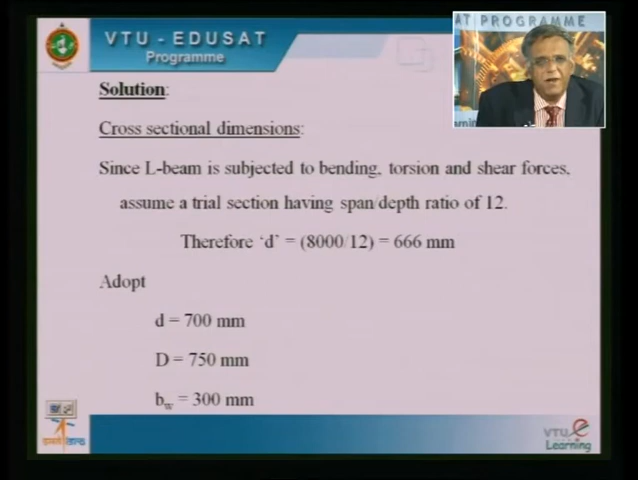 VTU - EDUSAT
Programme
AT PROGRAMME
Solution:
Cross sectional dimensions:
Since L-beam is subjected to bending, torsion and shear forces,
assume a trial section having span/depth ratio of 12.
Therefore ‘d’ = (8000/12) = 666 mm
Adopt
d = 700 mm
D = 750 mm
bw = 300 mm
VTU e
Learning